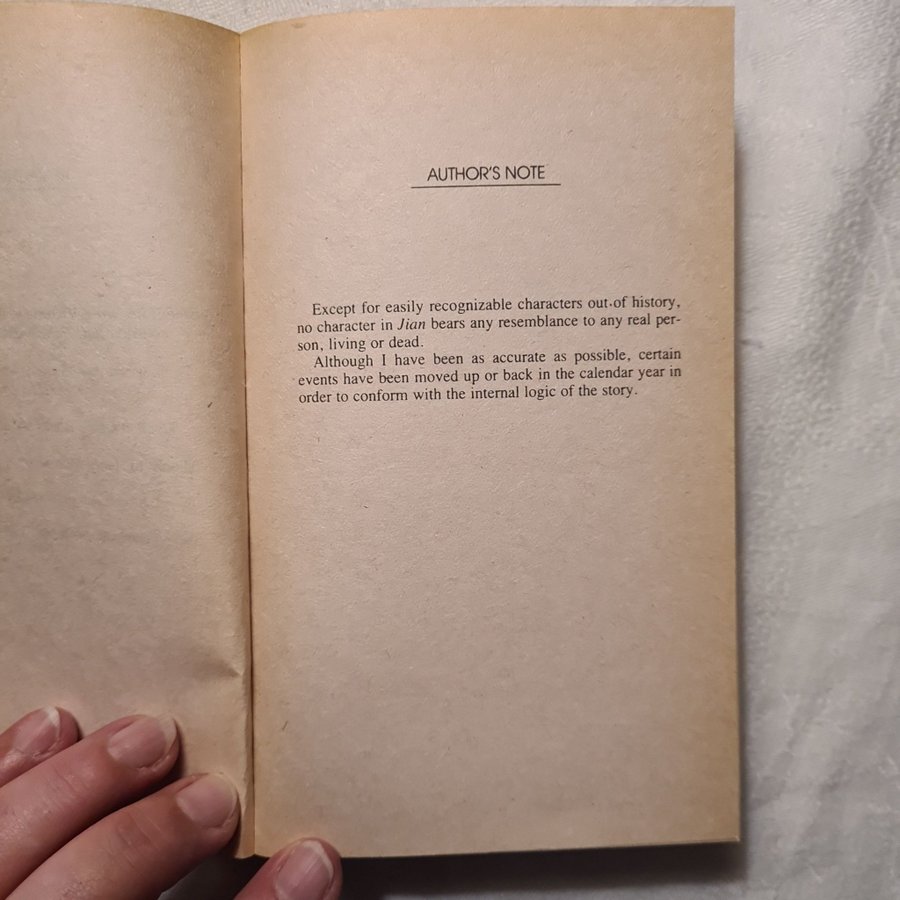 AUTHOR'S NOTE
Except for easily recognizable characters out of history,
no character in Jian bears any resemblance to any real per-
son, living or dead.
Although I have been as accurate as possible, certain
events have been moved up or back in the calendar year in
order to conform with the internal logic of the story.